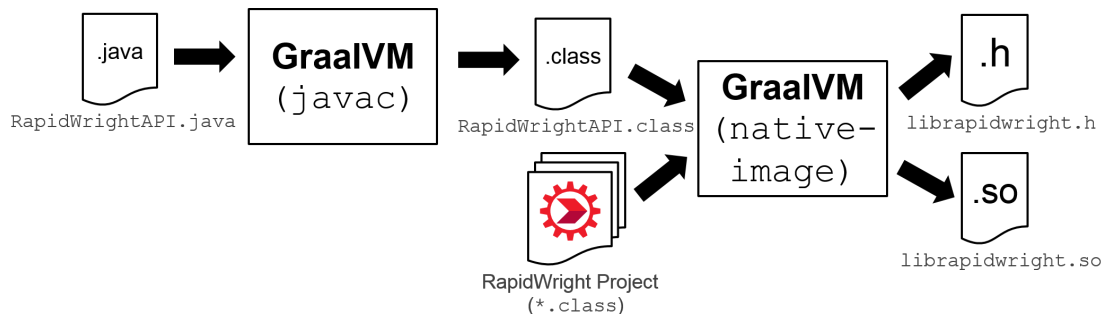 .java
RapidWrightAPI.java
GraalVM
(javac)
.class
RapidWrightAPI.class
RapidWright Project
(*.class)
GraalVM
(native-
image)
.h
librapidwright.h
.so
librapidwright.so